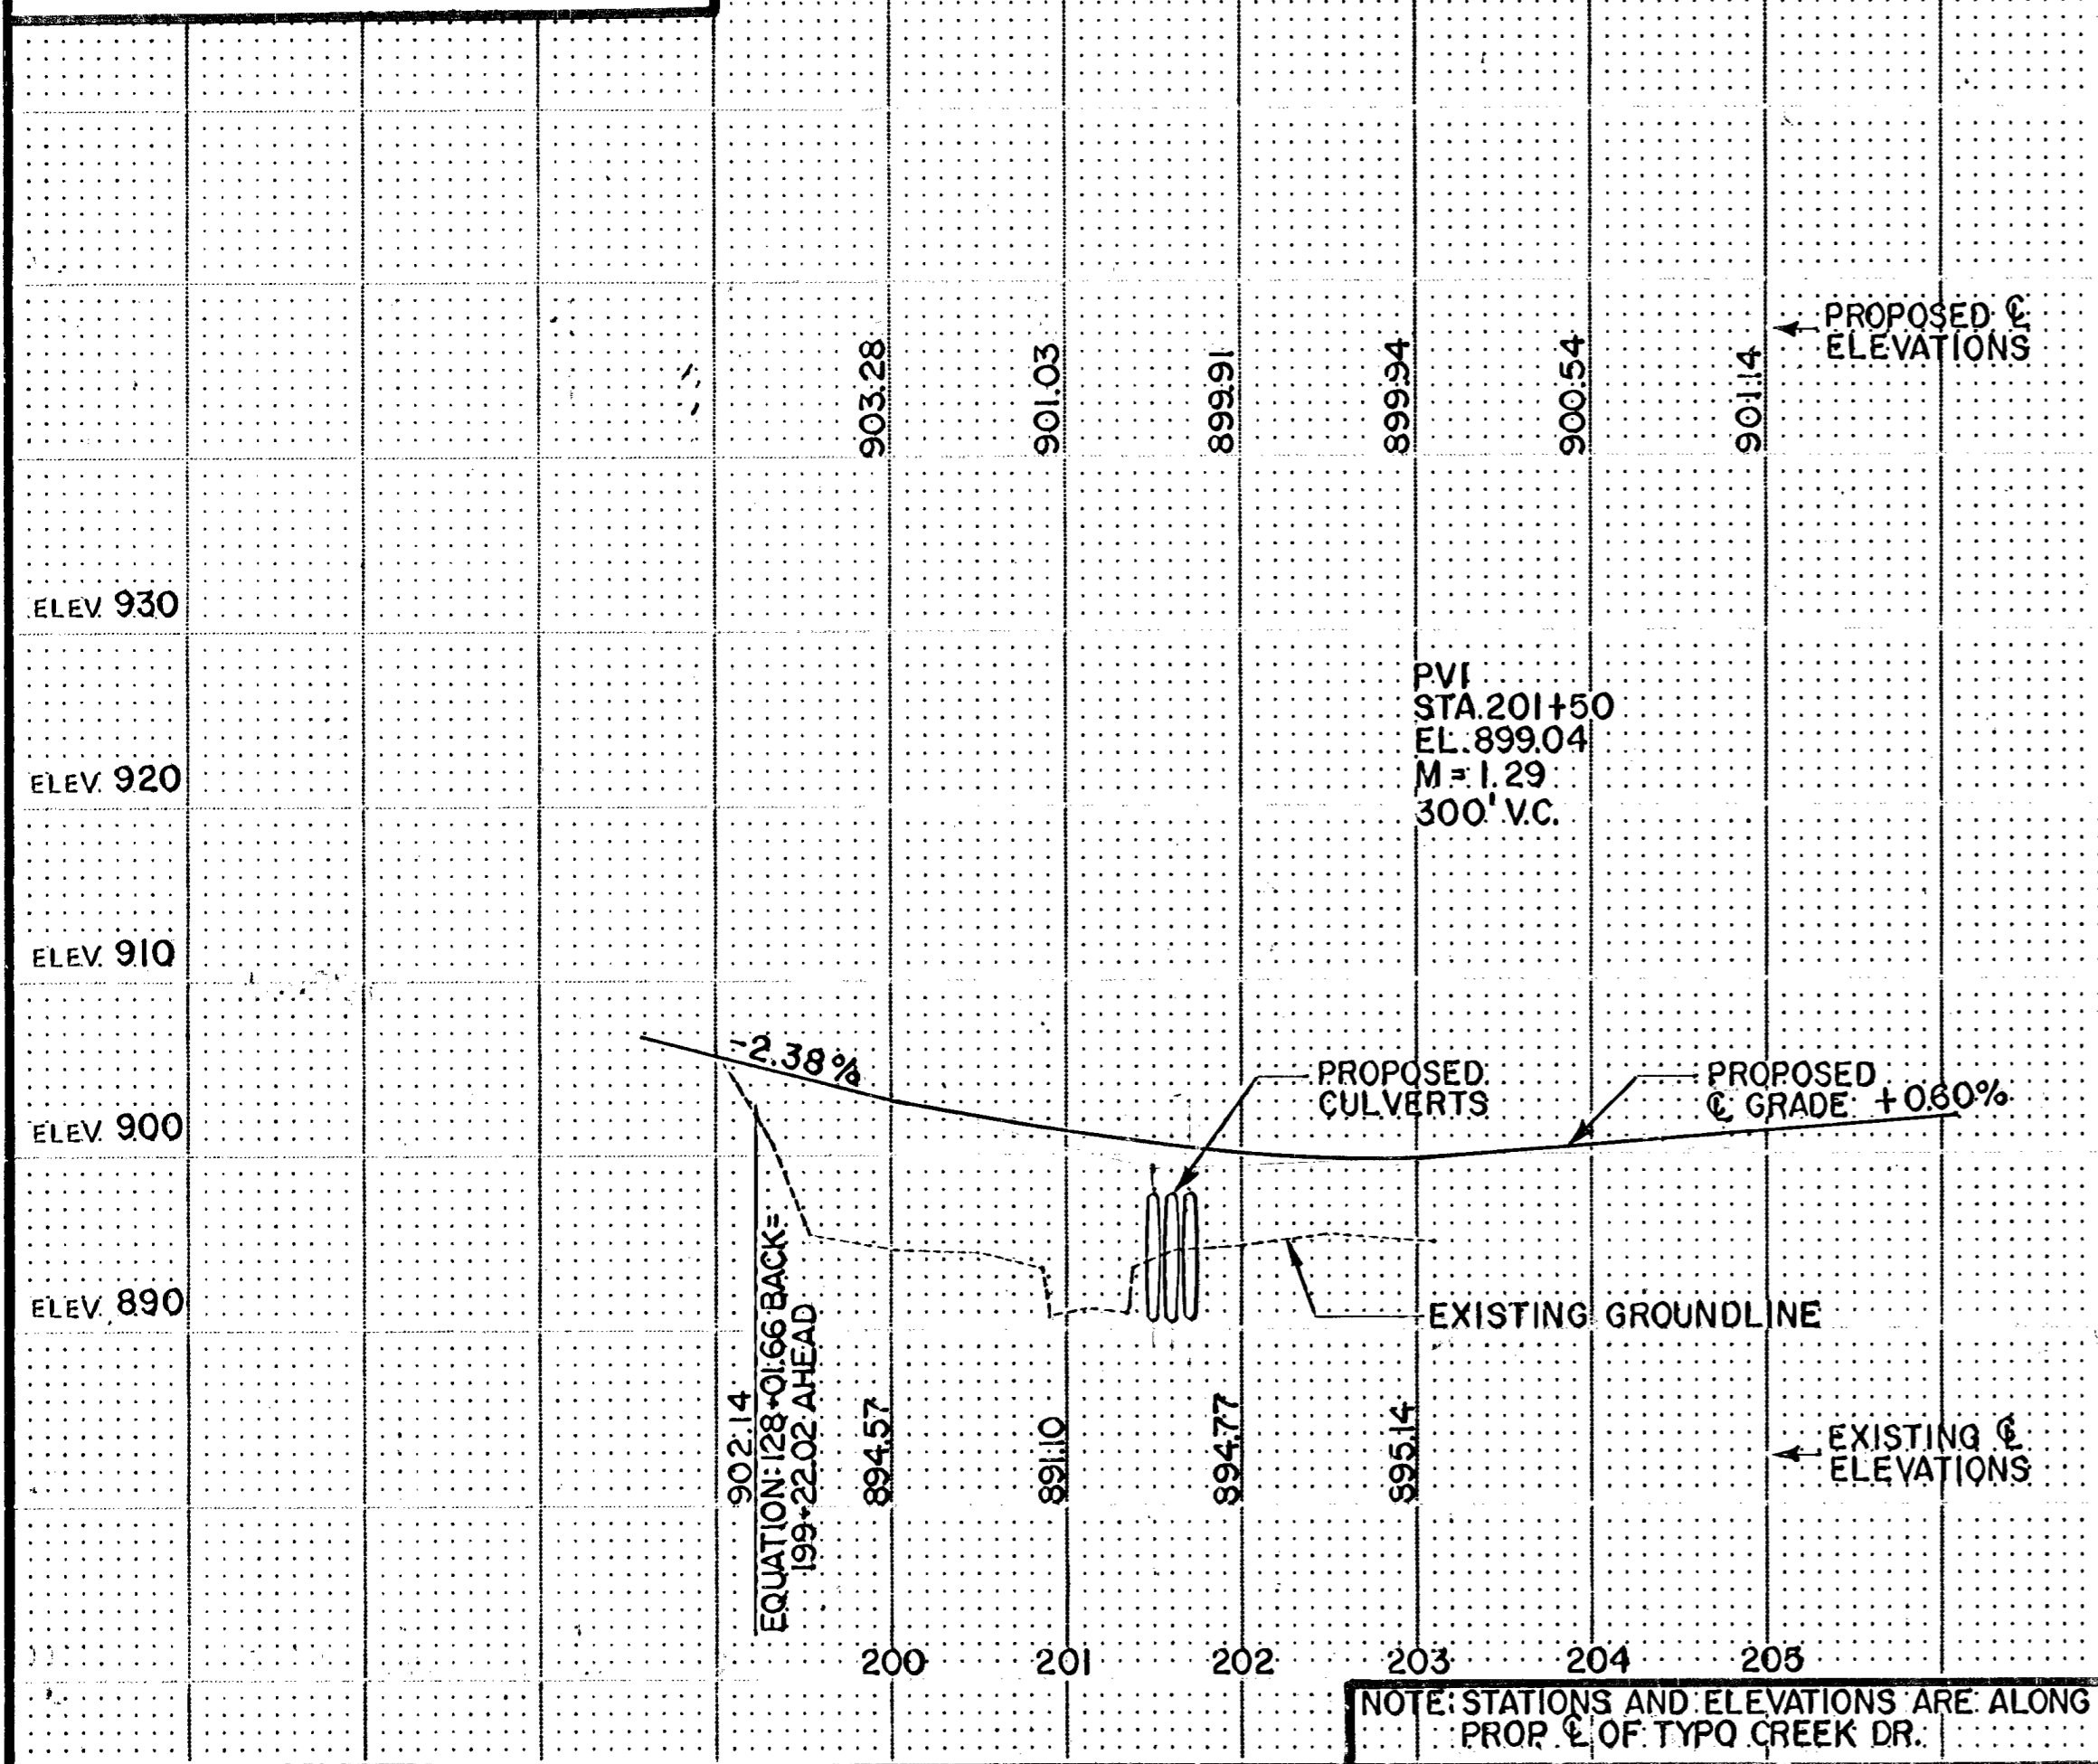 903.28
901.03
899.91
899.94
900.54
901.14
PROPOSED ℄
ELEVATIONS
ELEV. 930
PVI
STA. 201+50
EL. 899.04
M = 1.29
300' V.C.
ELEV. 920
ELEV. 910
-2.38%
PROPOSED
CULVERTS
PROPOSED
℄ GRADE +0.60%
ELEV. 900
ELEV. 890
EXISTING GROUNDLINE
902.14
EQUATION: 128+01.66 BACK=
199+22.02 AHEAD
894.57
891.10
894.77
895.14
EXISTING ℄
ELEVATIONS
200 201 202 203 204 205
NOTE: STATIONS AND ELEVATIONS ARE ALONG
PROP. ℄ OF TYPO CREEK DR.